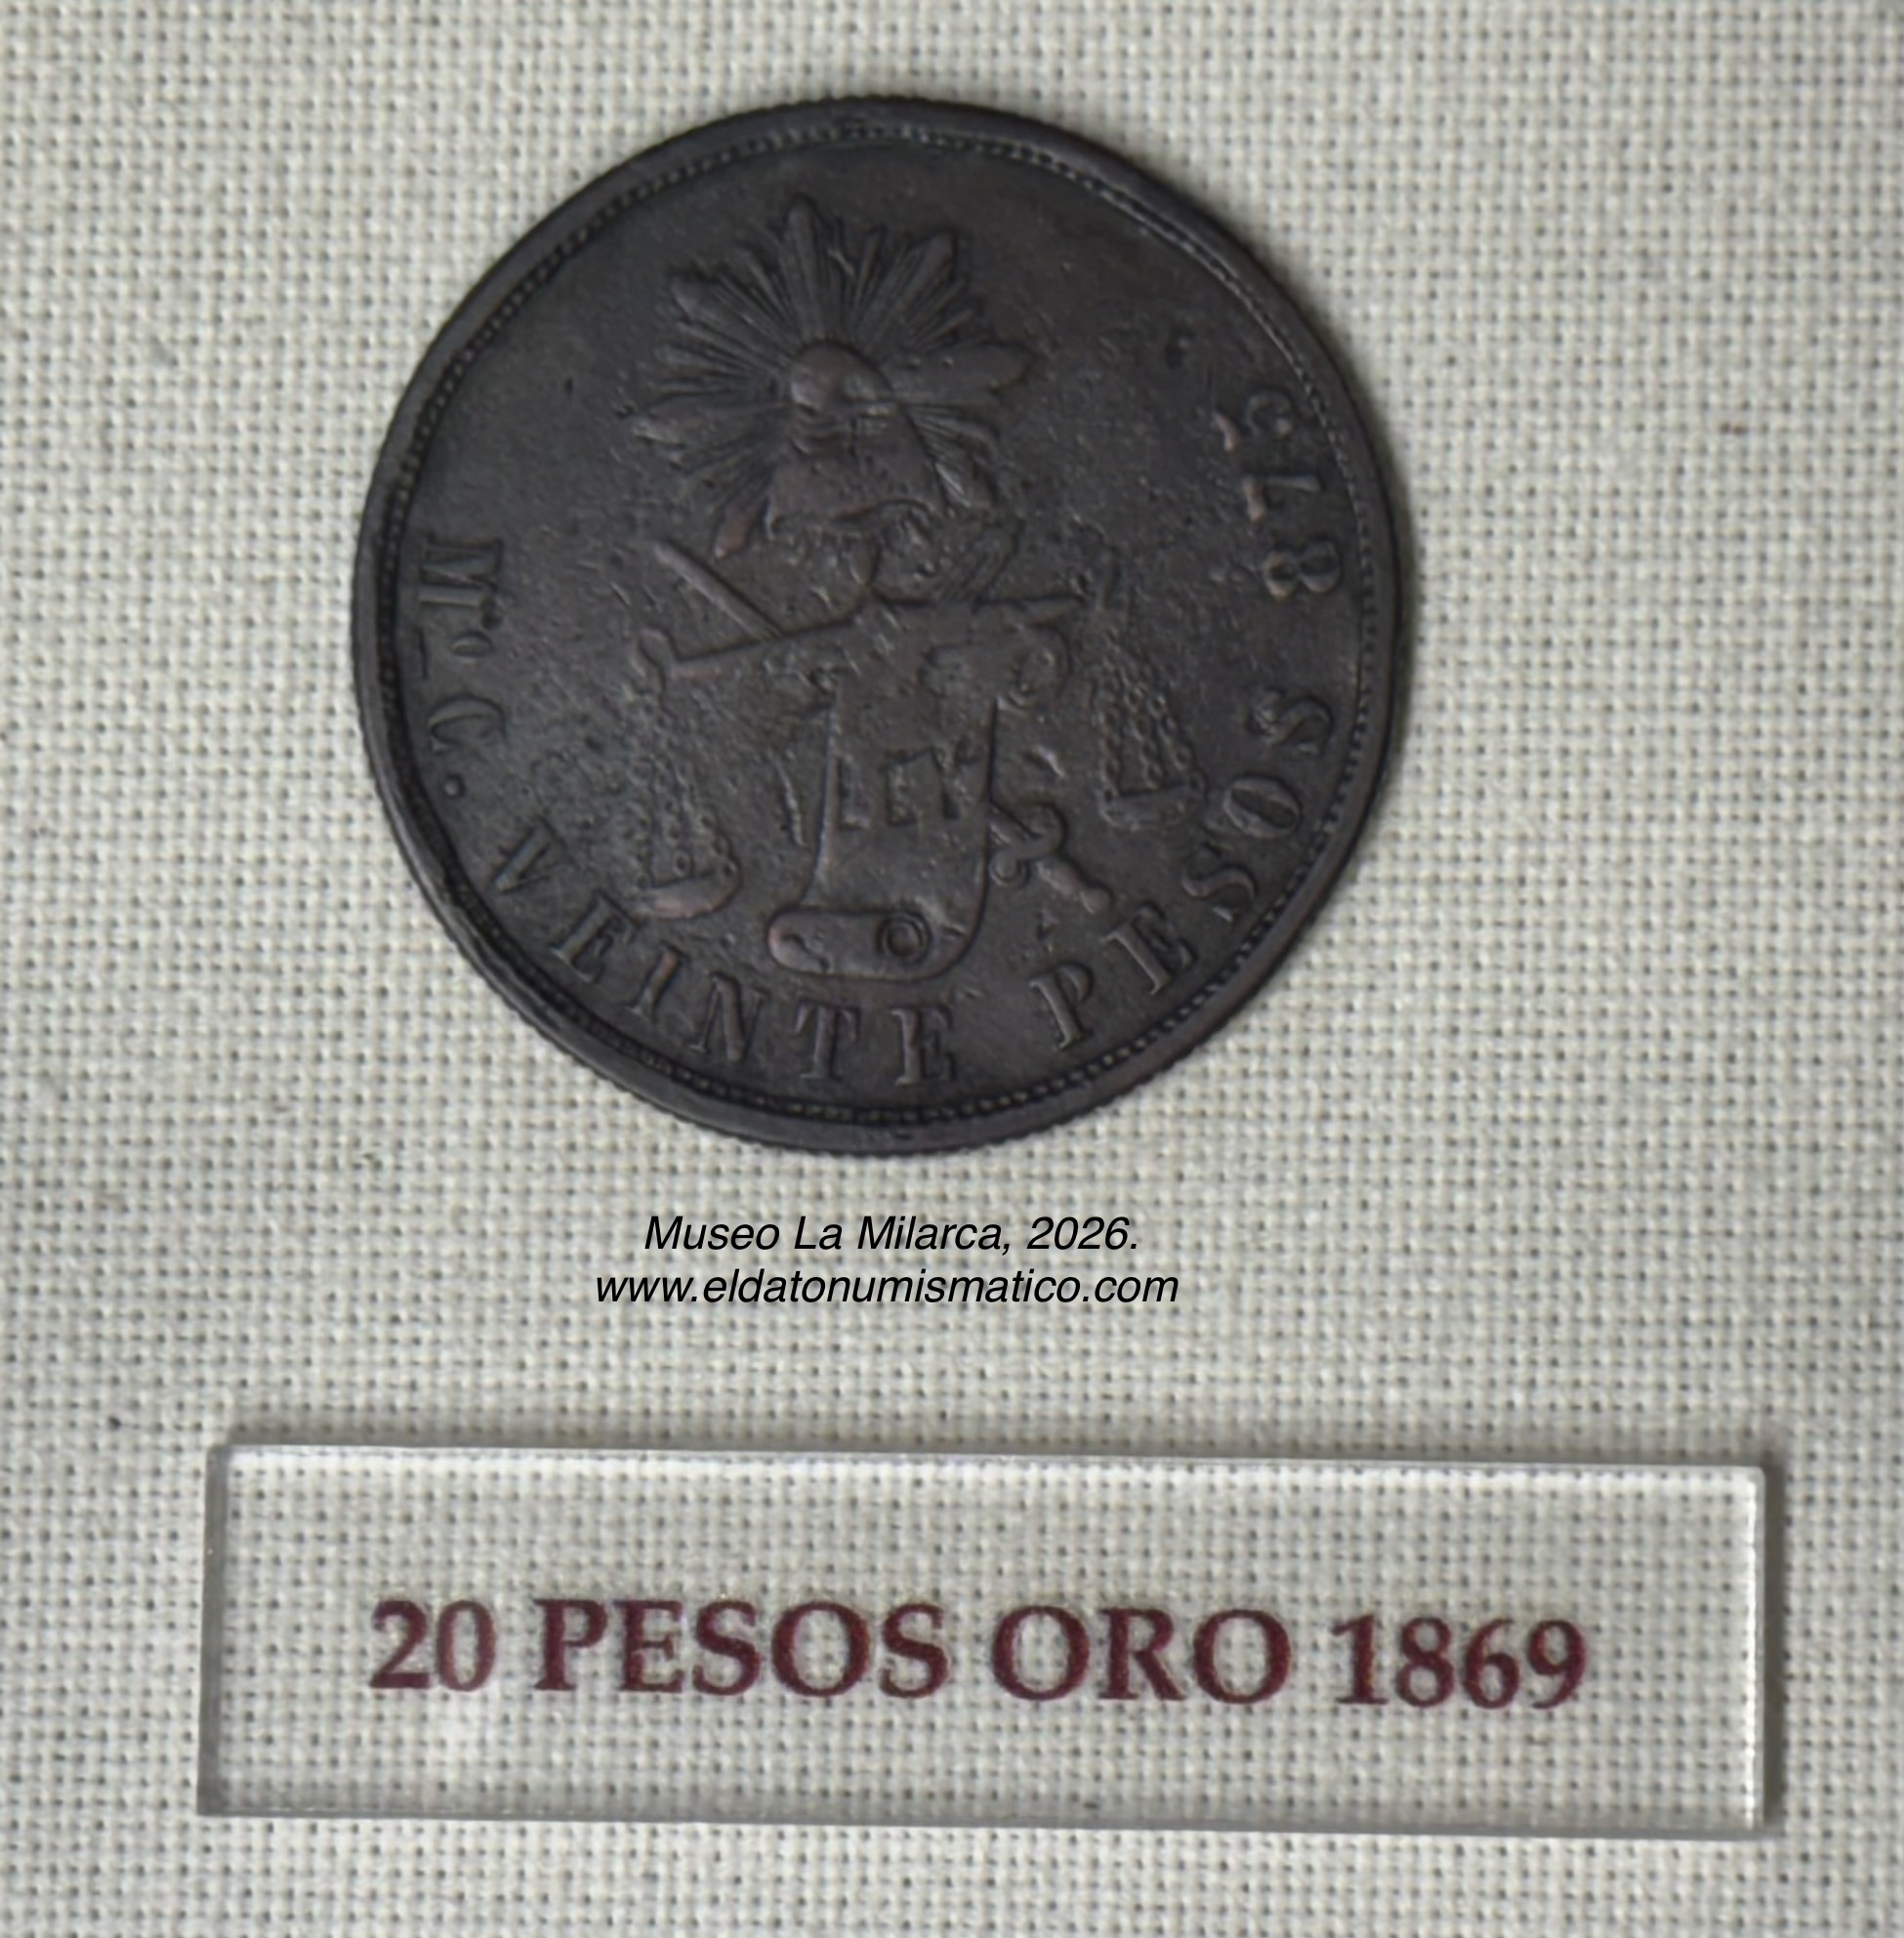 Mº C. VEINTE PESOS 875
LEY
Museo La Milarca, 2026.
www.eldatonumismatico.com
20 PESOS ORO 1869